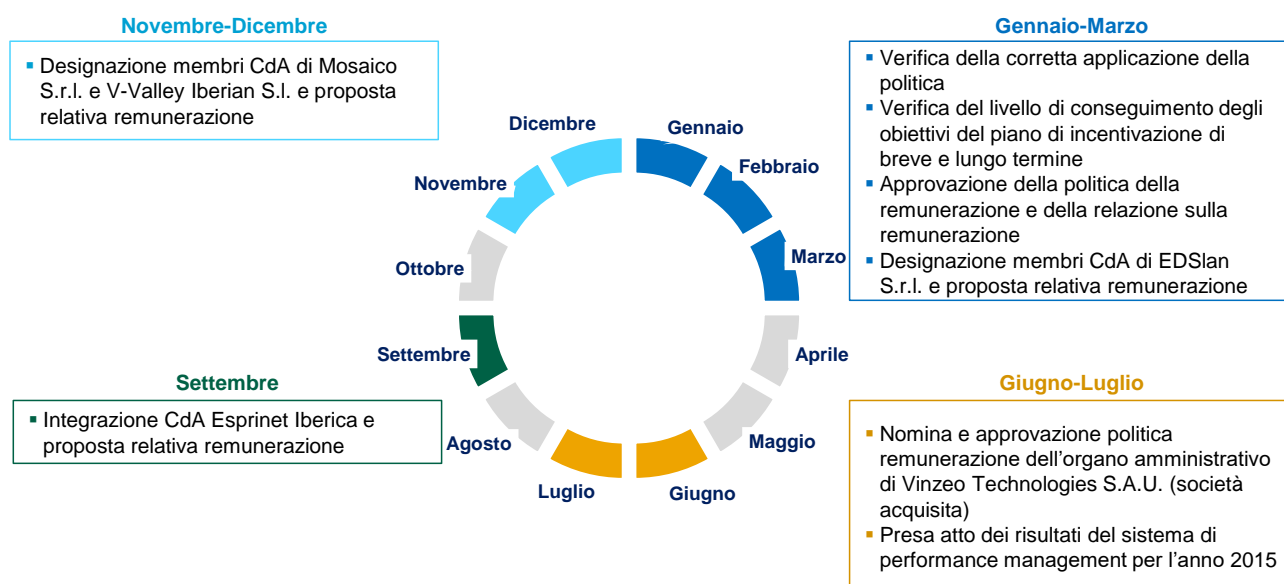 Novembre-Dicembre
Designazione membri CdA di Mosaico
S.r.l. e V-Valley Iberian S.l. e proposta
relativa remunerazione
Gennaio-Marzo
Verifica della corretta applicazione della
politica
Verifica del livello di conseguimento degli
obiettivi del piano di incentivazione di
breve e lungo termine
Approvazione della politica della
remunerazione e della relazione sulla
remunerazione
Designazione membri CdA di EDSlan
S.r.l. e proposta relativa remunerazione
Dicembre
Gennaio
Novembre
Febbraio
Ottobre
Marzo
Settembre
Aprile
Agosto
Maggio
Luglio
Giugno
Settembre
Integrazione CdA Esprinet Iberica e
proposta relativa remunerazione
Giugno-Luglio
Nomina e approvazione politica
remunerazione dell'organo amministrativo
di Vinzeo Technologies S.A.U. (società
acquisita)
Presa atto dei risultati del sistema di
performance management per l'anno 2015